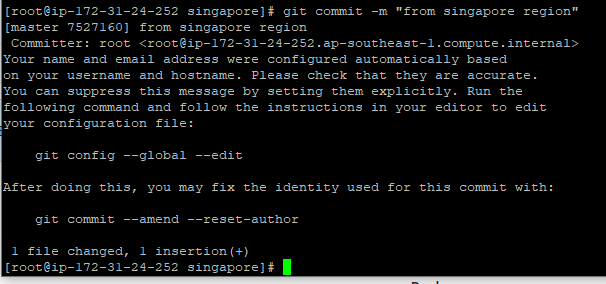 [root@ip-172-31-24-252 singapore]# git commit -m "from singapore region"
[master 7527160] from singapore region
 Committer: root <root@ip-172-31-24-252.ap-southeast-1.compute.internal>
Your name and email address were configured automatically based
on your username and hostname. Please check that they are accurate.
You can suppress this message by setting them explicitly. Run the
following command and follow the instructions in your editor to edit
your configuration file:
    git config --global --edit
After doing this, you may fix the identity used for this commit with:
    git commit --amend --reset-author
 1 file changed, 1 insertion(+)
[root@ip-172-31-24-252 singapore]#